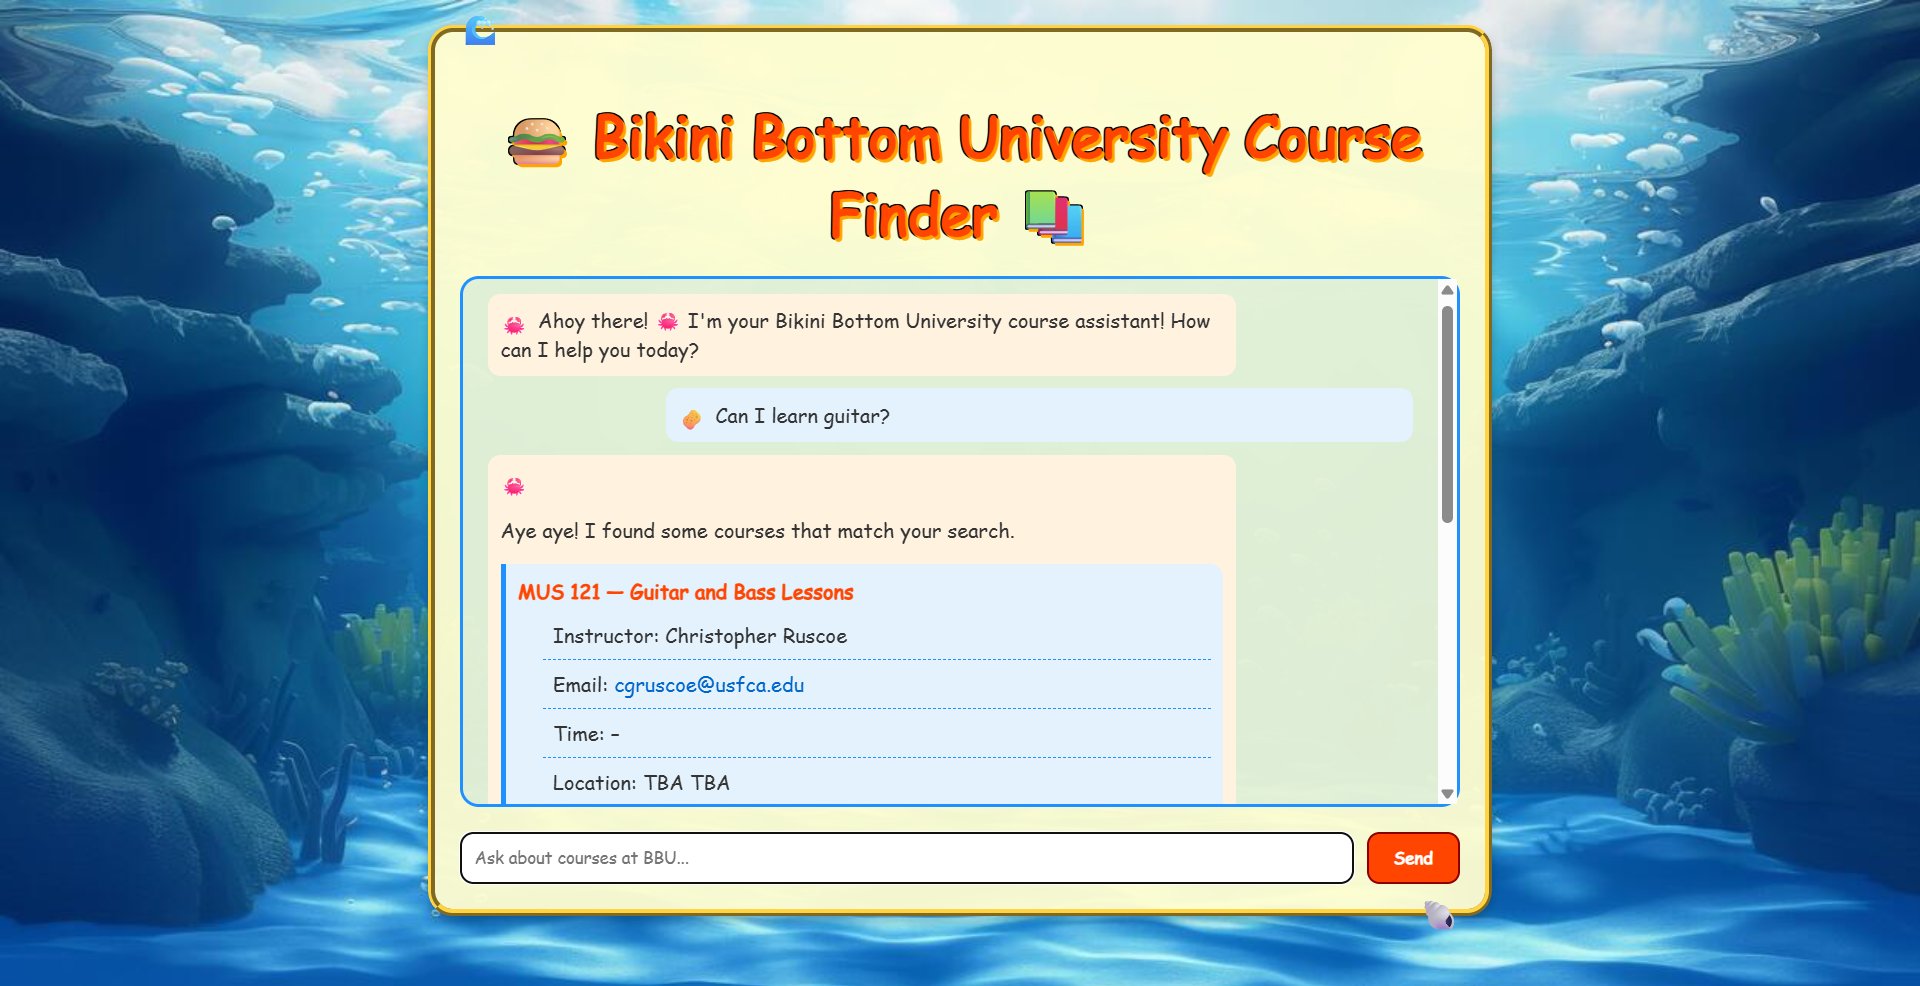 Bikini Bottom University Course
Finder
Ahoy there! I'm your Bikini Bottom University course assistant! How
can I help you today?
Can I learn guitar?
Aye aye! I found some courses that match your search.
MUS 121 — Guitar and Bass Lessons
Instructor: Christopher Ruscoe
Email: cgruscoe@usfca.edu
Time: –
Location: TBA TBA
Ask about courses at BBU...
Send